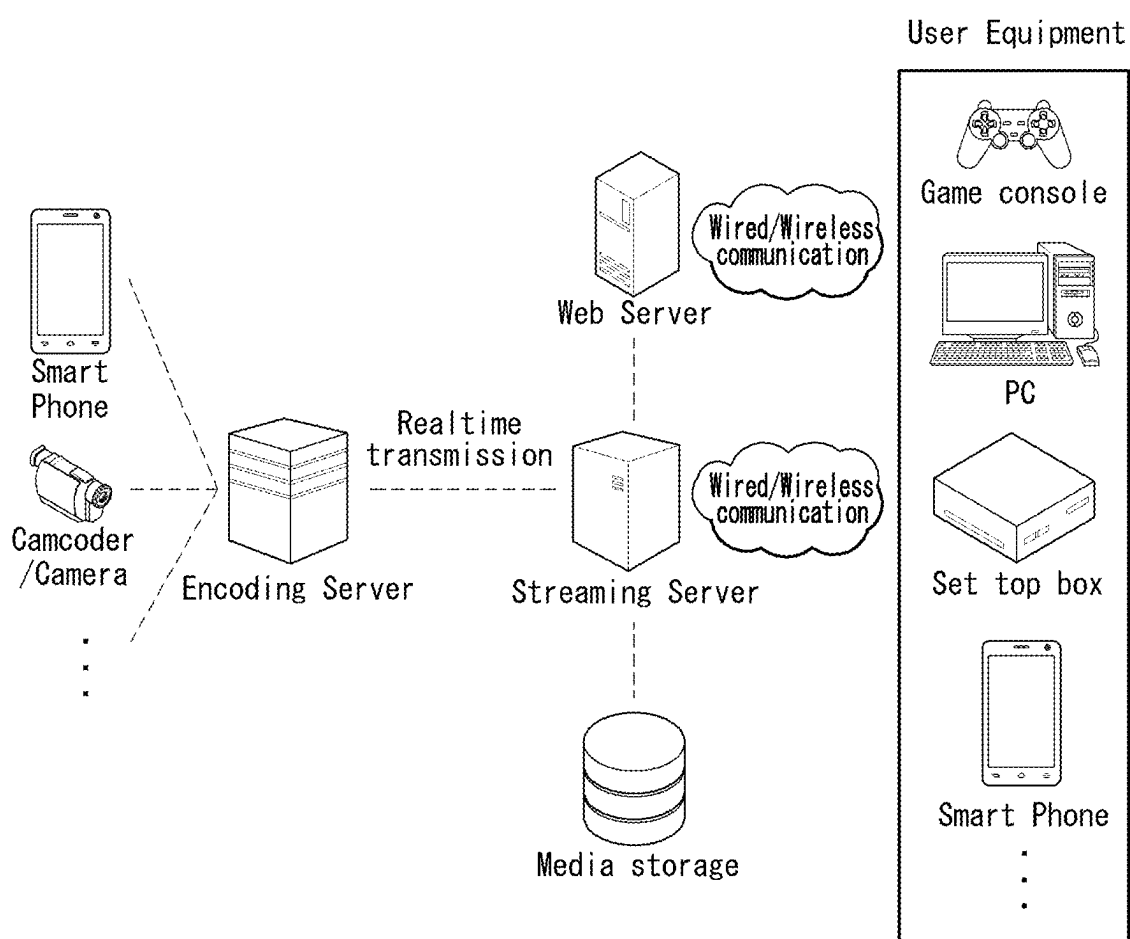 User Equipment
Game console
Wired/Wireless
communication
Web Server
PC
Smart
Phone
Realtime
transmission
Wired/Wireless
communication
Camcoder
/Camera
Encoding Server
Streaming Server
Set top box
Media storage
Smart Phone